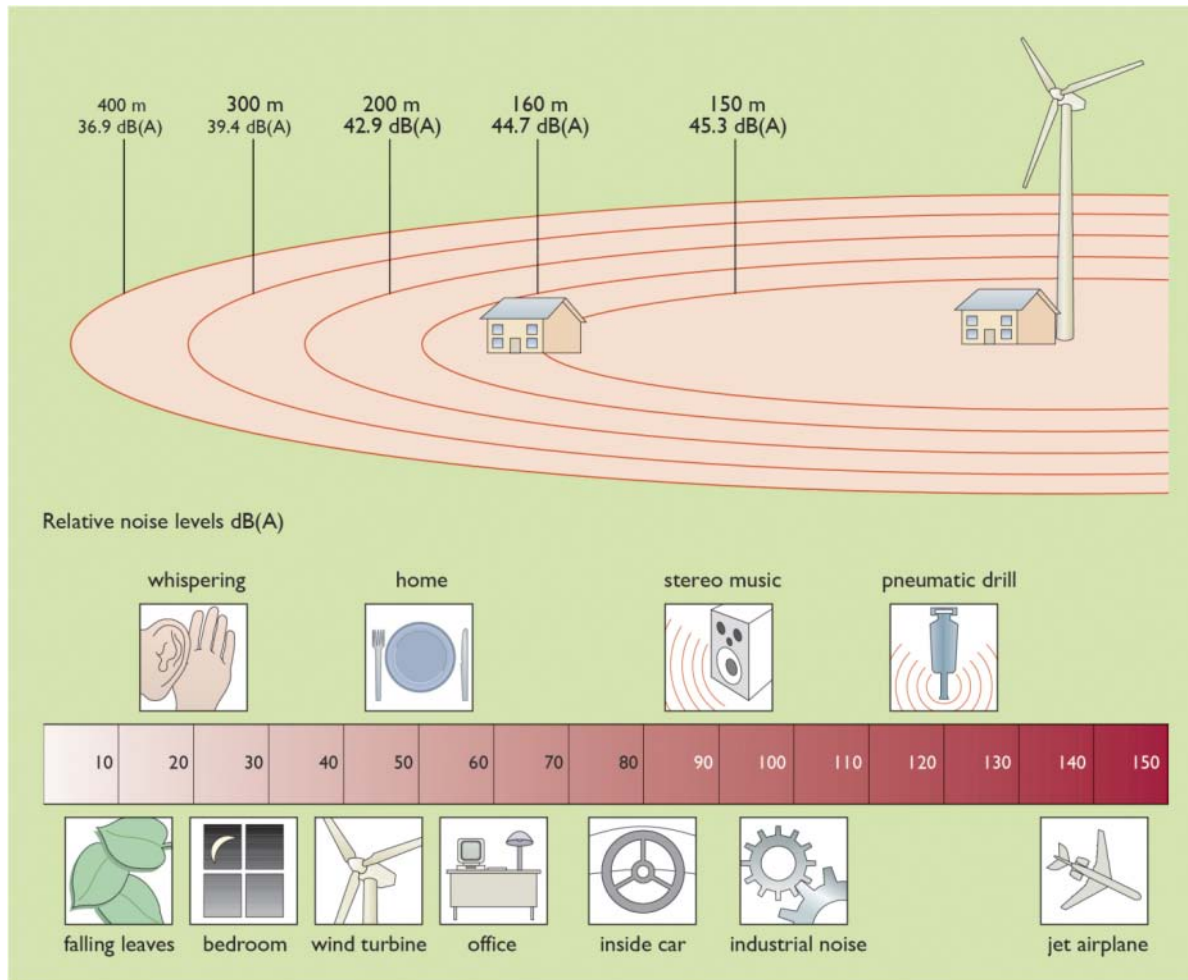 400 m
36.9 dB(A)
300 m
39.4 dB(A)
200 m
42.9 dB(A)
160 m
44.7 dB(A)
150 m
45.3 dB(A)
Relative noise levels dB(A)
whispering
home
stereo music
pneumatic drill
10 20 30 40 50 60 70 80 90 100 110 120 130 140 150
falling leaves
bedroom
wind turbine
office
inside car
industrial noise
jet airplane